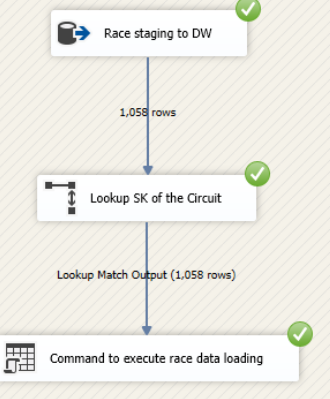 Race staging to DW
1,058 rows
Lookup SK of the Circuit
Lookup Match Output (1,058 rows)
Command to execute race data loading